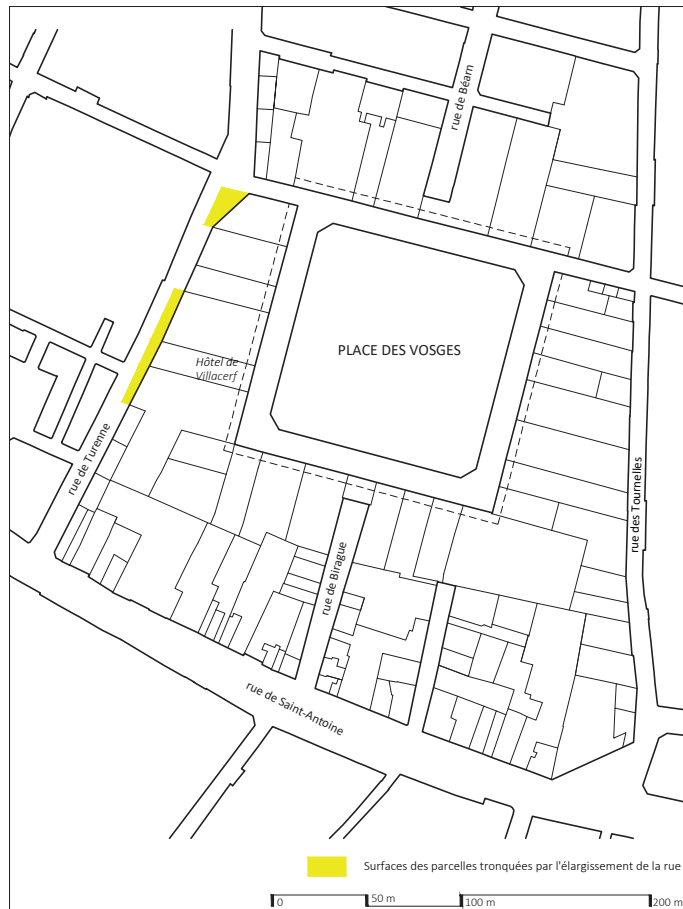 rue de Béarn
PLACE DES VOSGES
Hôtel de
Villacerf
rue de Turenne
rue des Tournelles
rue de Birague
rue de Saint-Antoine
Surfaces des parcelles tronquées par l'élargissement de la rue
0 50 m 100 m 200 m